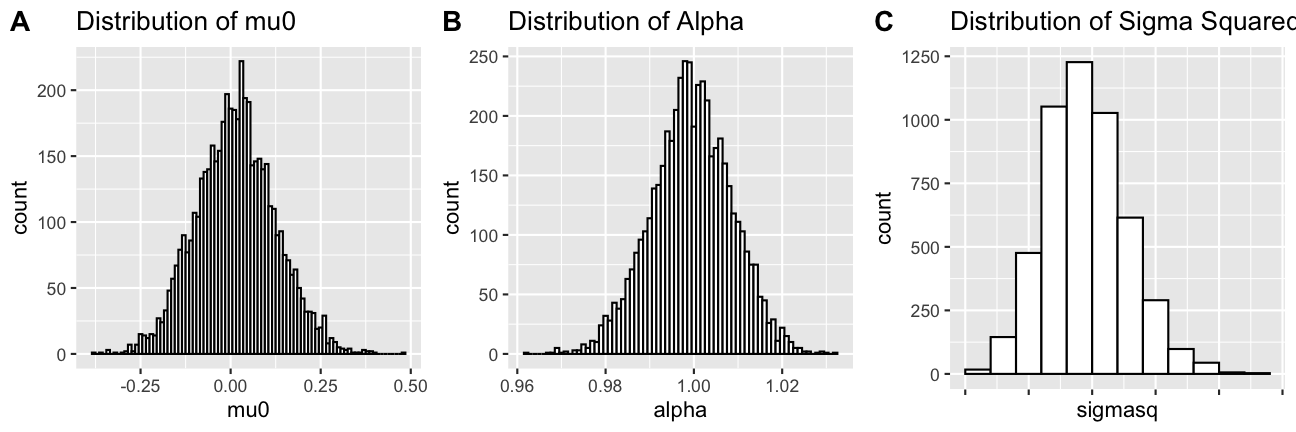 A Distribution of mu0
200
150
100
50
0
count
-0.25 0.00 0.25 0.50
mu0
B Distribution of Alpha
250
200
150
100
50
0
count
0.96 0.98 1.00 1.02
alpha
C Distribution of Sigma Squared
1250
1000
750
500
250
0
count
sigmasq